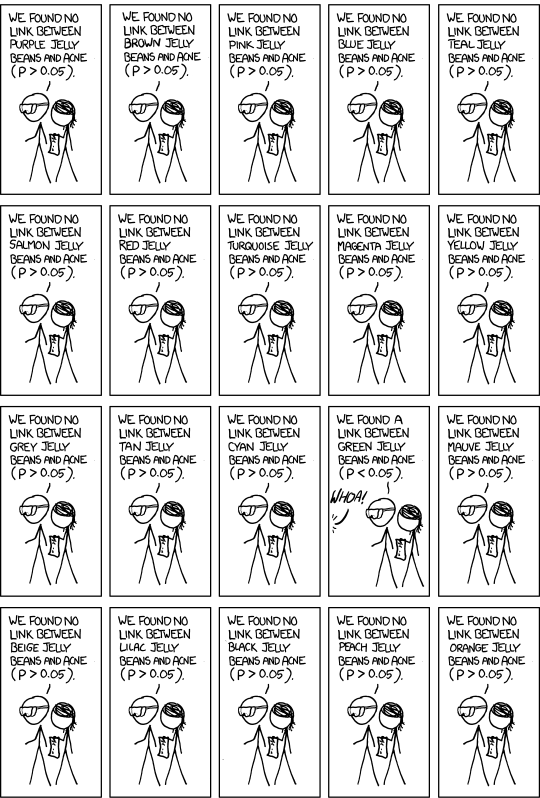 WE FOUND NO
LINK BETWEEN
PURPLE JELLY
BEANS AND ACNE
(P > 0.05).
WE FOUND NO
LINK BETWEEN
BROWN JELLY
BEANS AND ACNE
(P > 0.05).
WE FOUND NO
LINK BETWEEN
PINK JELLY
BEANS AND ACNE
(P > 0.05).
WE FOUND NO
LINK BETWEEN
BLUE JELLY
BEANS AND ACNE
(P > 0.05).
WE FOUND NO
LINK BETWEEN
TEAL JELLY
BEANS AND ACNE
(P > 0.05).
WE FOUND NO
LINK BETWEEN
SALMON JELLY
BEANS AND ACNE
(P > 0.05).
WE FOUND NO
LINK BETWEEN
RED JELLY
BEANS AND ACNE
(P > 0.05).
WE FOUND NO
LINK BETWEEN
TURQUOISE JELLY
BEANS AND ACNE
(P > 0.05).
WE FOUND NO
LINK BETWEEN
MAGENTA JELLY
BEANS AND ACNE
(P > 0.05).
WE FOUND NO
LINK BETWEEN
YELLOW JELLY
BEANS AND ACNE
(P > 0.05).
WE FOUND NO
LINK BETWEEN
GREY JELLY
BEANS AND ACNE
(P > 0.05).
WE FOUND NO
LINK BETWEEN
TAN JELLY
BEANS AND ACNE
(P > 0.05).
WE FOUND NO
LINK BETWEEN
CYAN JELLY
BEANS AND ACNE
(P > 0.05).
WE FOUND A
LINK BETWEEN
GREEN JELLY
BEANS AND ACNE
(P < 0.05).
WHOA!
WE FOUND NO
LINK BETWEEN
MAUVE JELLY
BEANS AND ACNE
(P > 0.05).
WE FOUND NO
LINK BETWEEN
BEIGE JELLY
BEANS AND ACNE
(P > 0.05).
WE FOUND NO
LINK BETWEEN
LILAC JELLY
BEANS AND ACNE
(P > 0.05).
WE FOUND NO
LINK BETWEEN
BLACK JELLY
BEANS AND ACNE
(P > 0.05).
WE FOUND NO
LINK BETWEEN
PEACH JELLY
BEANS AND ACNE
(P > 0.05).
WE FOUND NO
LINK BETWEEN
ORANGE JELLY
BEANS AND ACNE
(P > 0.05).